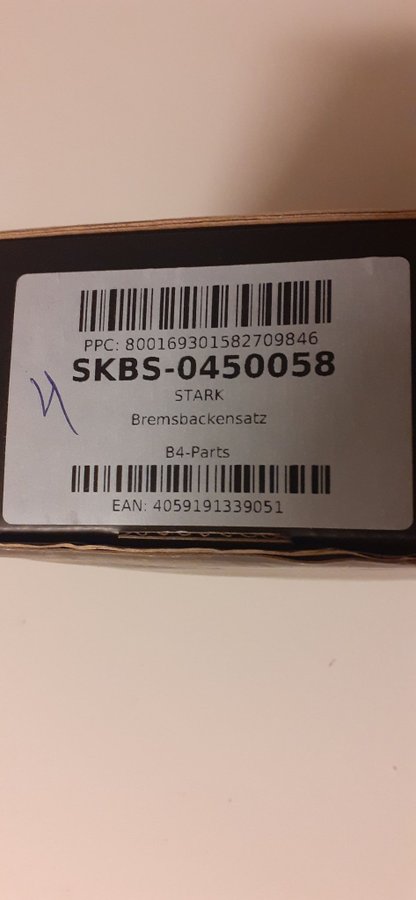 PPC: 800169301582709846
SKBS-0450058
STARK
Bremsbackensatz
B4-Parts
EAN: 4059191339051